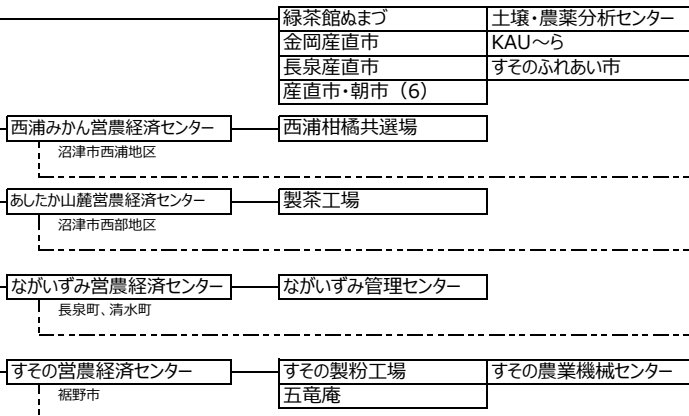 緑茶館ぬまづ 土壌・農薬分析センター
金岡産直市 KAU～ら
長泉産直市 すそのふれあい市
産直市・朝市（6）
西浦みかん営農経済センター 西浦柑橘共選場
沼津市西浦地区
あしたか山麓営農経済センター 製茶工場
沼津市西部地区
ながいずみ営農経済センター ながいずみ管理センター
長泉町、清水町
すその営農経済センター すその製粉工場 すその農業機械センター
五竜庵
裾野市